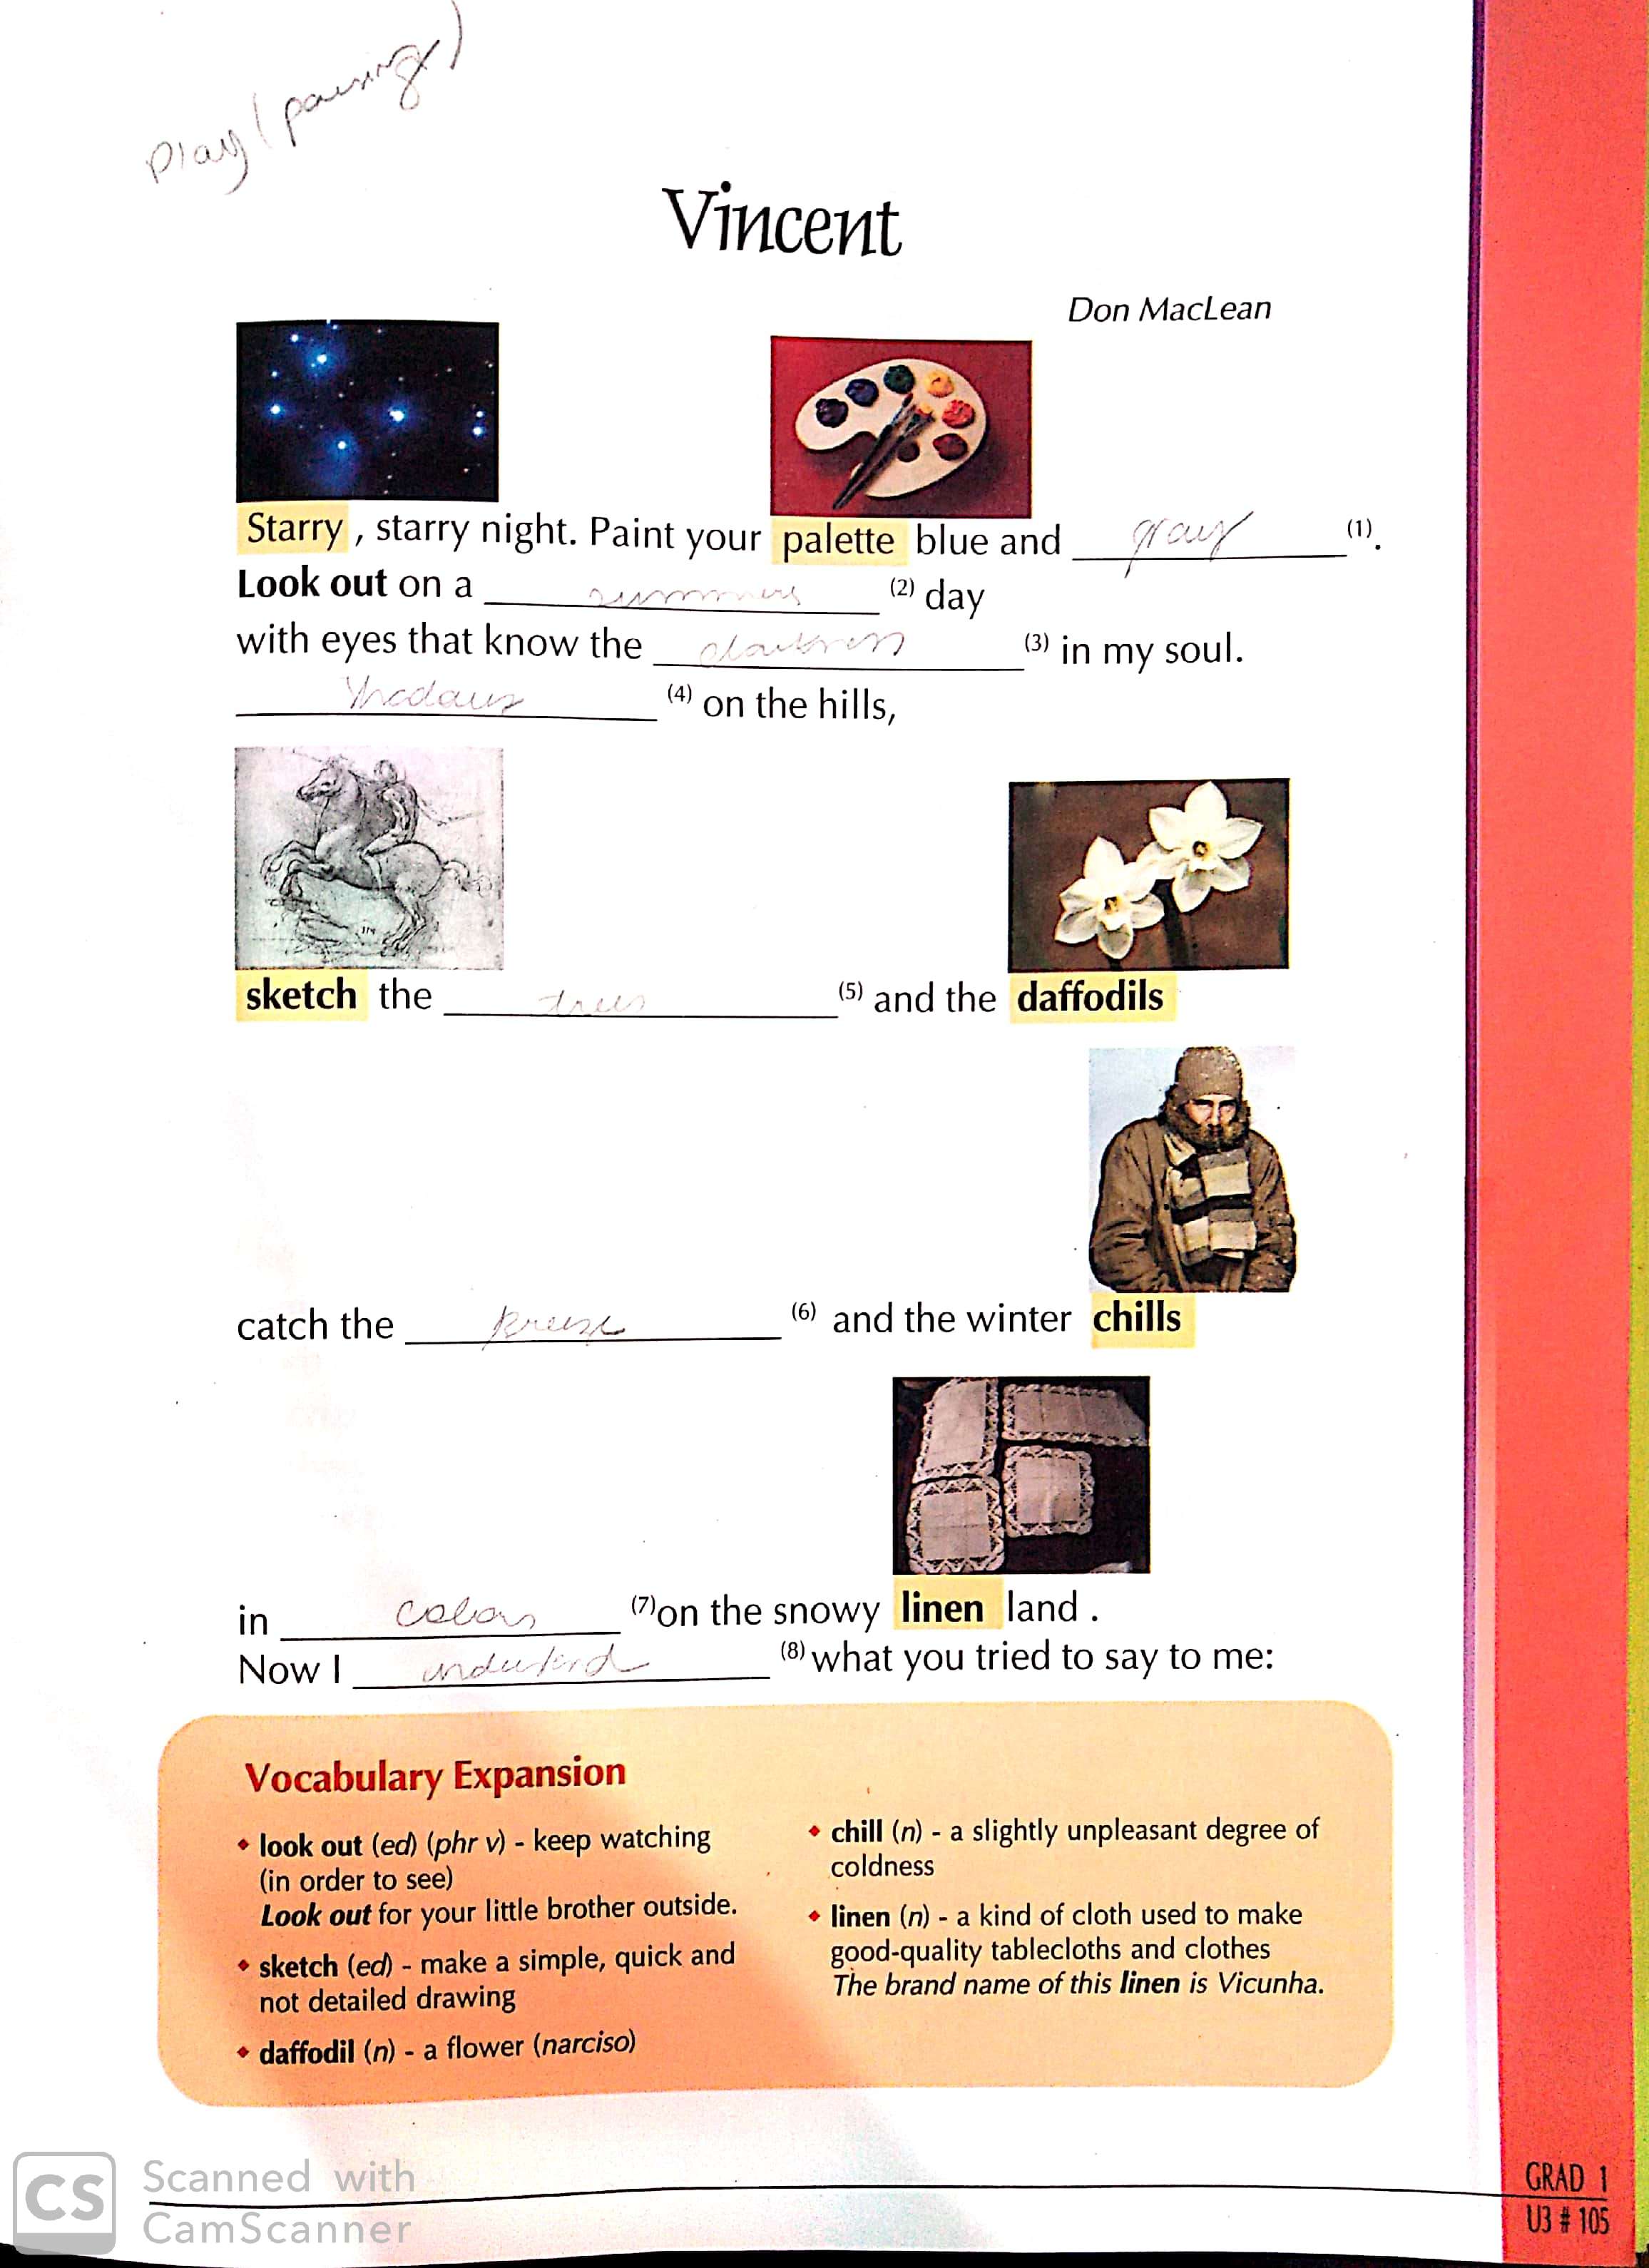 Play (pausing)
Vincent
Don MacLean
Starry, starry night. Paint your palette blue and gray (1).
Look out on a summers (2) day
with eyes that know the darkness (3) in my soul.
Shadows (4) on the hills,
sketch the trees (5) and the daffodils
catch the breeze (6) and the winter chills
in colors (7) on the snowy linen land .
Now I understand (8) what you tried to say to me:
Vocabulary Expansion
• look out (ed) (phr v) - keep watching
(in order to see)
Look out for your little brother outside.
• sketch (ed) - make a simple, quick and
not detailed drawing
• daffodil (n) - a flower (narciso)
• chill (n) - a slightly unpleasant degree of
coldness
• linen (n) - a kind of cloth used to make
good-quality tablecloths and clothes
The brand name of this linen is Vicunha.
GRAD 1
U3 # 105
CS Scanned with
CamScanner